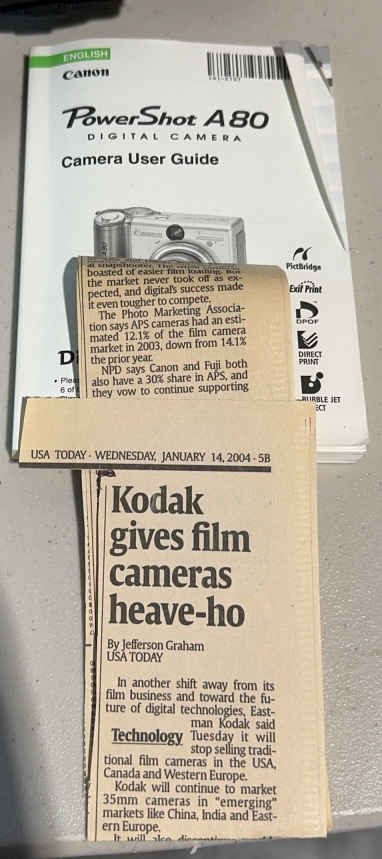 ENGLISH
Canon
PowerShot A80
DIGITAL CAMERA
Camera User Guide
PictBridge
Exif Print
DPOF
DIRECT
PRINT
BUBBLE JET
Di
6 of
boasted of easier film loading. But
the market never took off as ex-
pected, and digital's success made
it even tougher to compete.
The Photo Marketing Associa-
tion says APS cameras had an esti-
mated 12.1% of the film camera
market in 2003, down from 14.1%
the prior year.
NPD says Canon and Fuji both
also have a 30% share in APS, and
they vow to continue supporting
USA TODAY · WEDNESDAY, JANUARY 14, 2004 · 5B
Kodak
gives film
cameras
heave-ho
By Jefferson Graham
USA TODAY
In another shift away from its
film business and toward the fu-
ture of digital technologies, East-
man Kodak said
Technology Tuesday it will
stop selling tradi-
tional film cameras in the USA,
Canada and Western Europe.
Kodak will continue to market
35mm cameras in "emerging"
markets like China, India and East-
ern Europe.
It will also